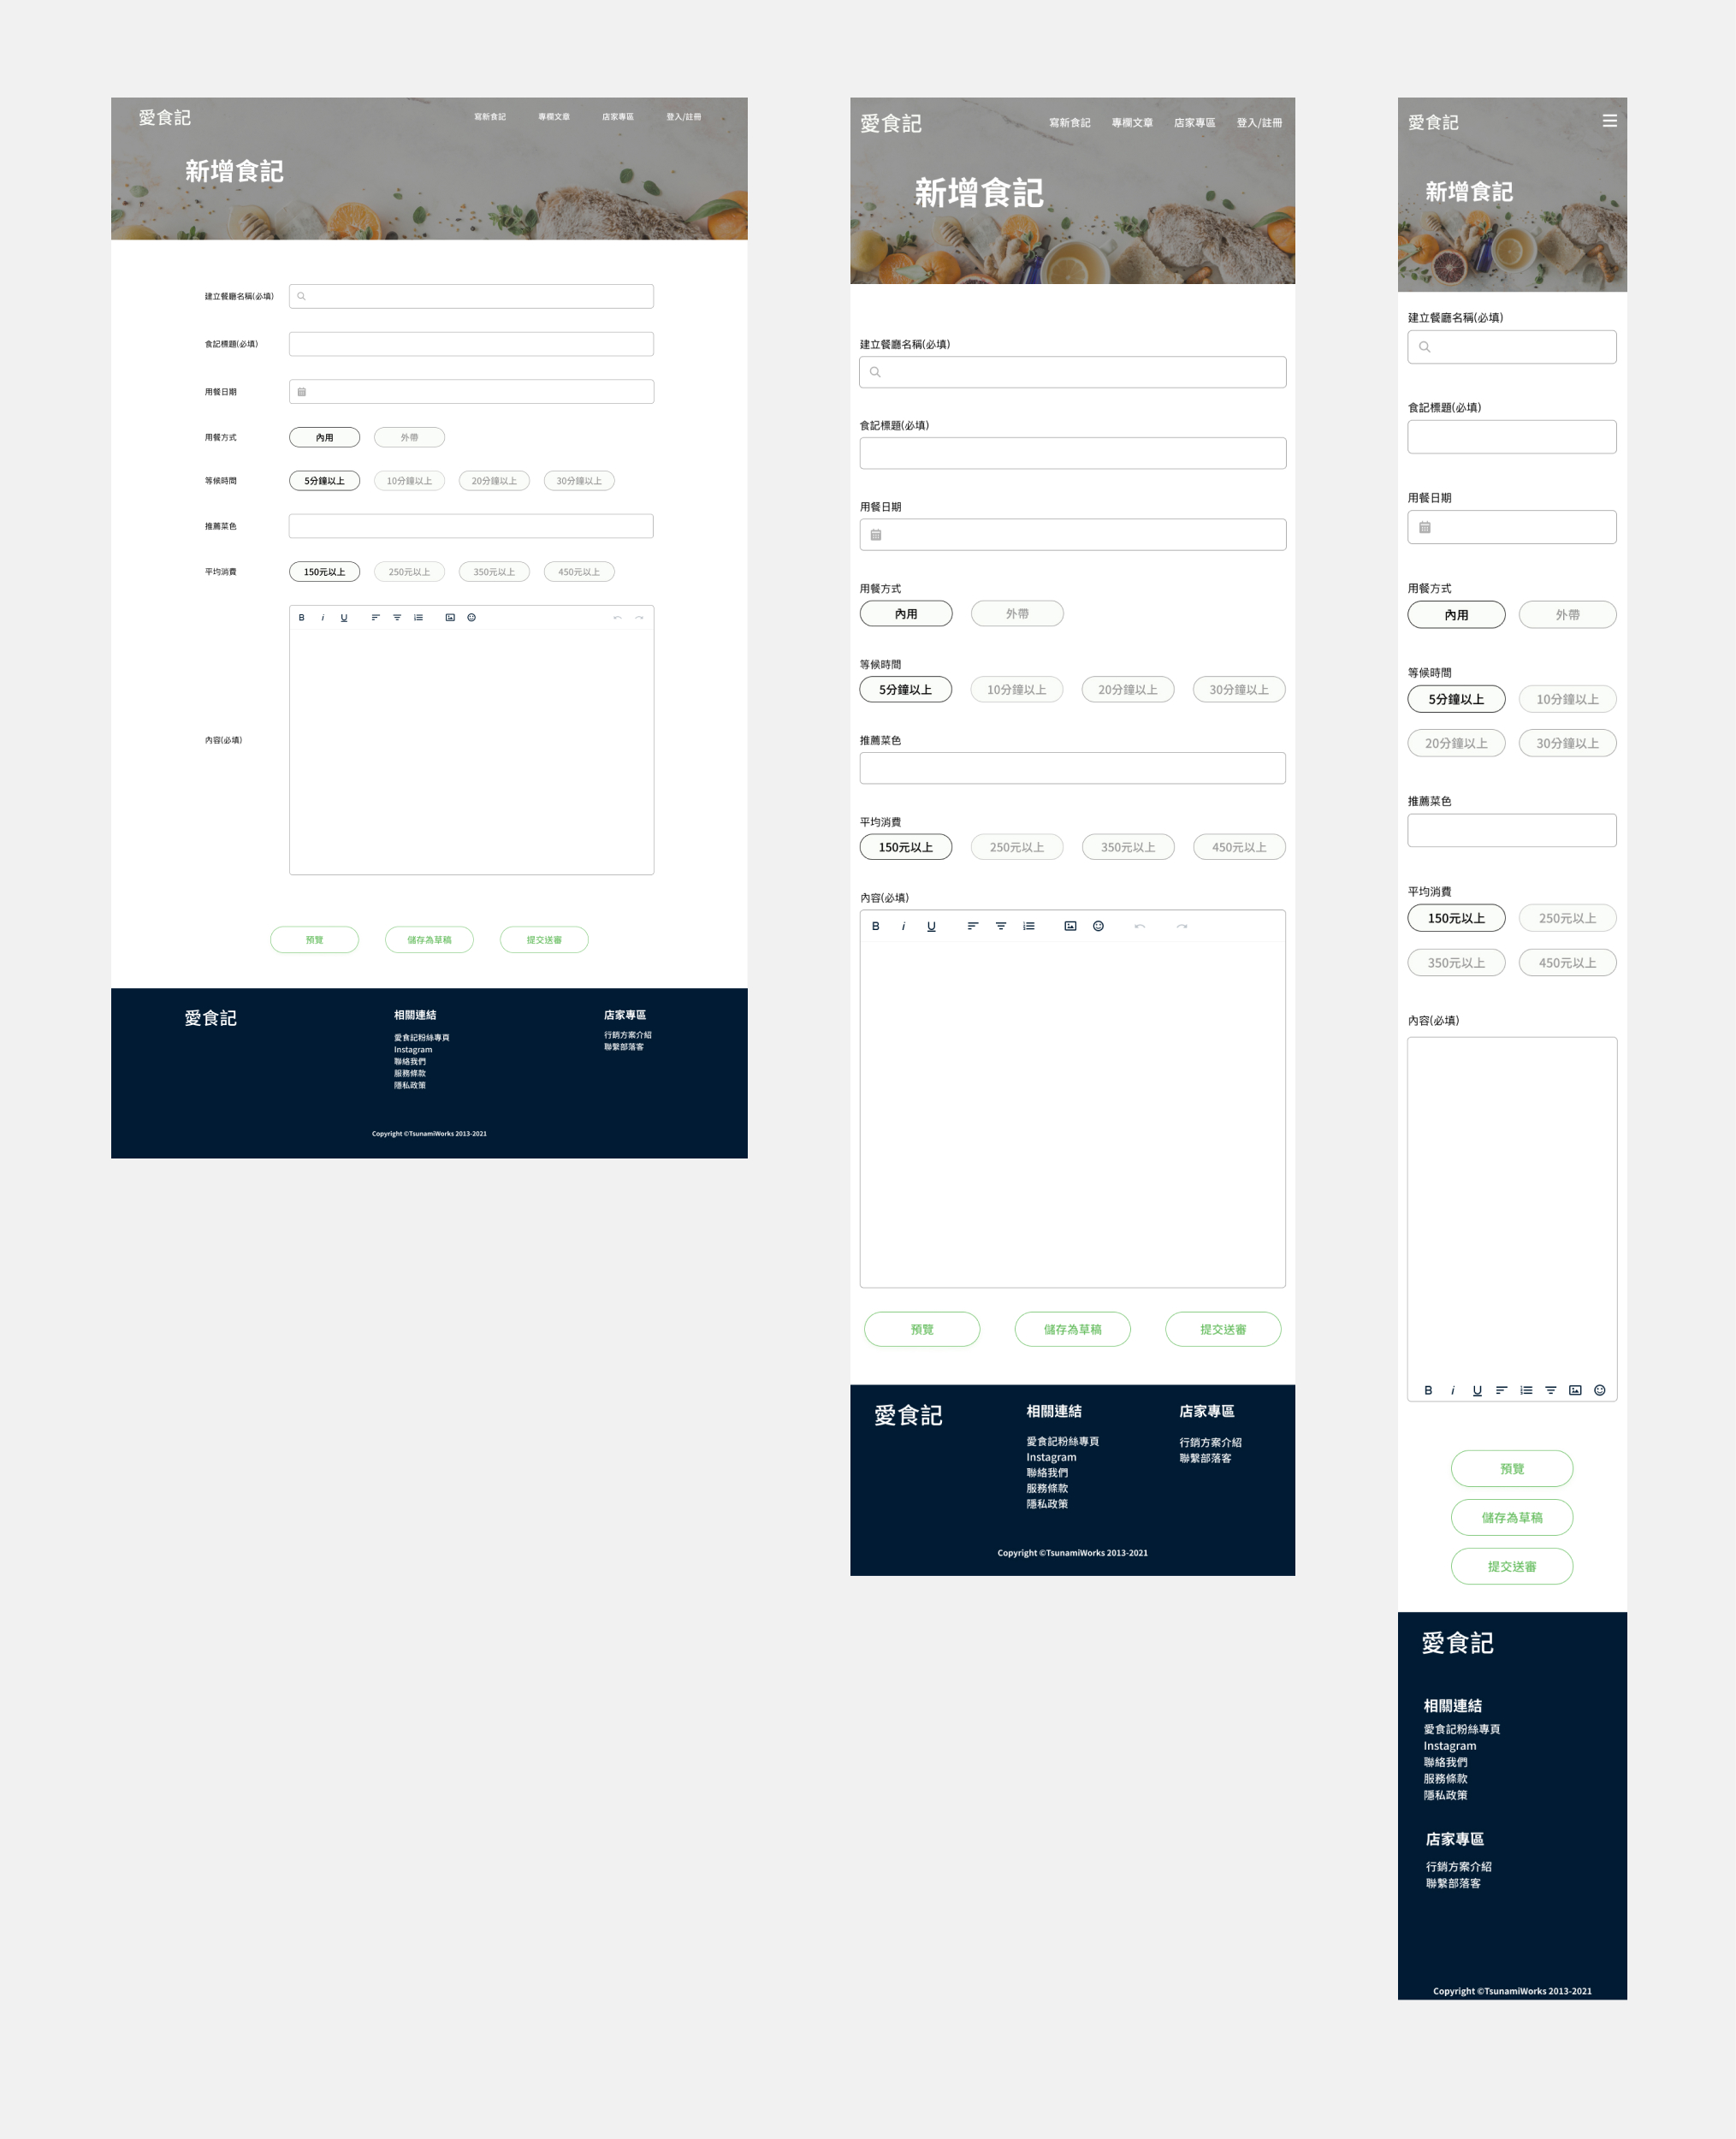 愛食記
寫新食記 專欄文章 店家專區 登入/註冊
新增食記
建立餐廳名稱(必填)
食記標題(必填)
用餐日期
用餐方式 內用 外帶
等候時間 5分鐘以上 10分鐘以上 20分鐘以上 30分鐘以上
推薦菜色
平均消費 150元以上 250元以上 350元以上 450元以上
B i U
內容(必填)
預覽 儲存為草稿 提交送審
愛食記
相關連結
愛食記粉絲專頁
Instagram
聯絡我們
服務條款
隱私政策
店家專區
行銷方案介紹
聯繫部落客
Copyright ©TsunamiWorks 2013-2021
愛食記
寫新食記 專欄文章 店家專區 登入/註冊
新增食記
建立餐廳名稱(必填)
食記標題(必填)
用餐日期
用餐方式
內用 外帶
等候時間
5分鐘以上 10分鐘以上 20分鐘以上 30分鐘以上
推薦菜色
平均消費
150元以上 250元以上 350元以上 450元以上
內容(必填)
B i U
預覽 儲存為草稿 提交送審
愛食記
相關連結
愛食記粉絲專頁
Instagram
聯絡我們
服務條款
隱私政策
店家專區
行銷方案介紹
聯繫部落客
Copyright ©TsunamiWorks 2013-2021
愛食記
新增食記
建立餐廳名稱(必填)
食記標題(必填)
用餐日期
用餐方式
內用 外帶
等候時間
5分鐘以上 10分鐘以上
20分鐘以上 30分鐘以上
推薦菜色
平均消費
150元以上 250元以上
350元以上 450元以上
內容(必填)
B i U
預覽
儲存為草稿
提交送審
愛食記
相關連結
愛食記粉絲專頁
Instagram
聯絡我們
服務條款
隱私政策
店家專區
行銷方案介紹
聯繫部落客
Copyright ©TsunamiWorks 2013-2021